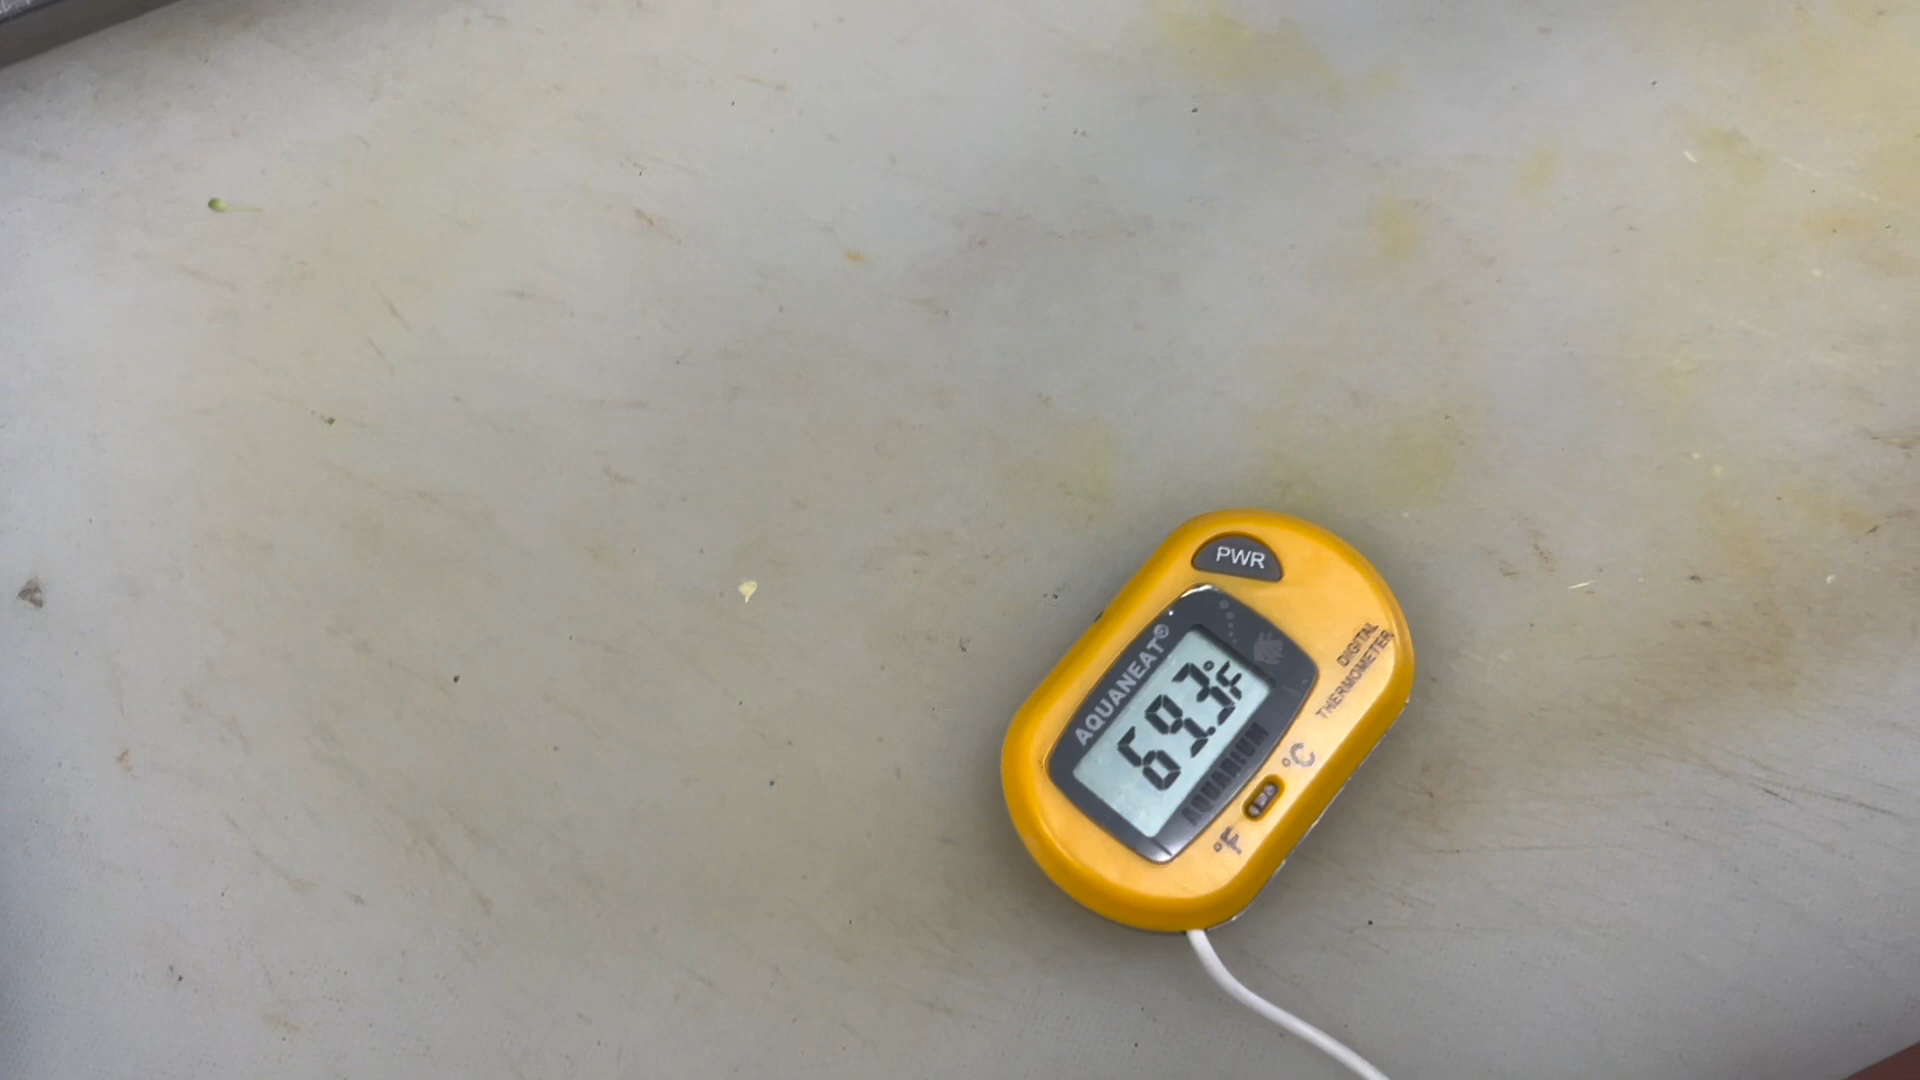 PWR
AQUANEAT®
69.3°F
AQUARIUM
DIGITAL
THERMOMETER
°F
°C